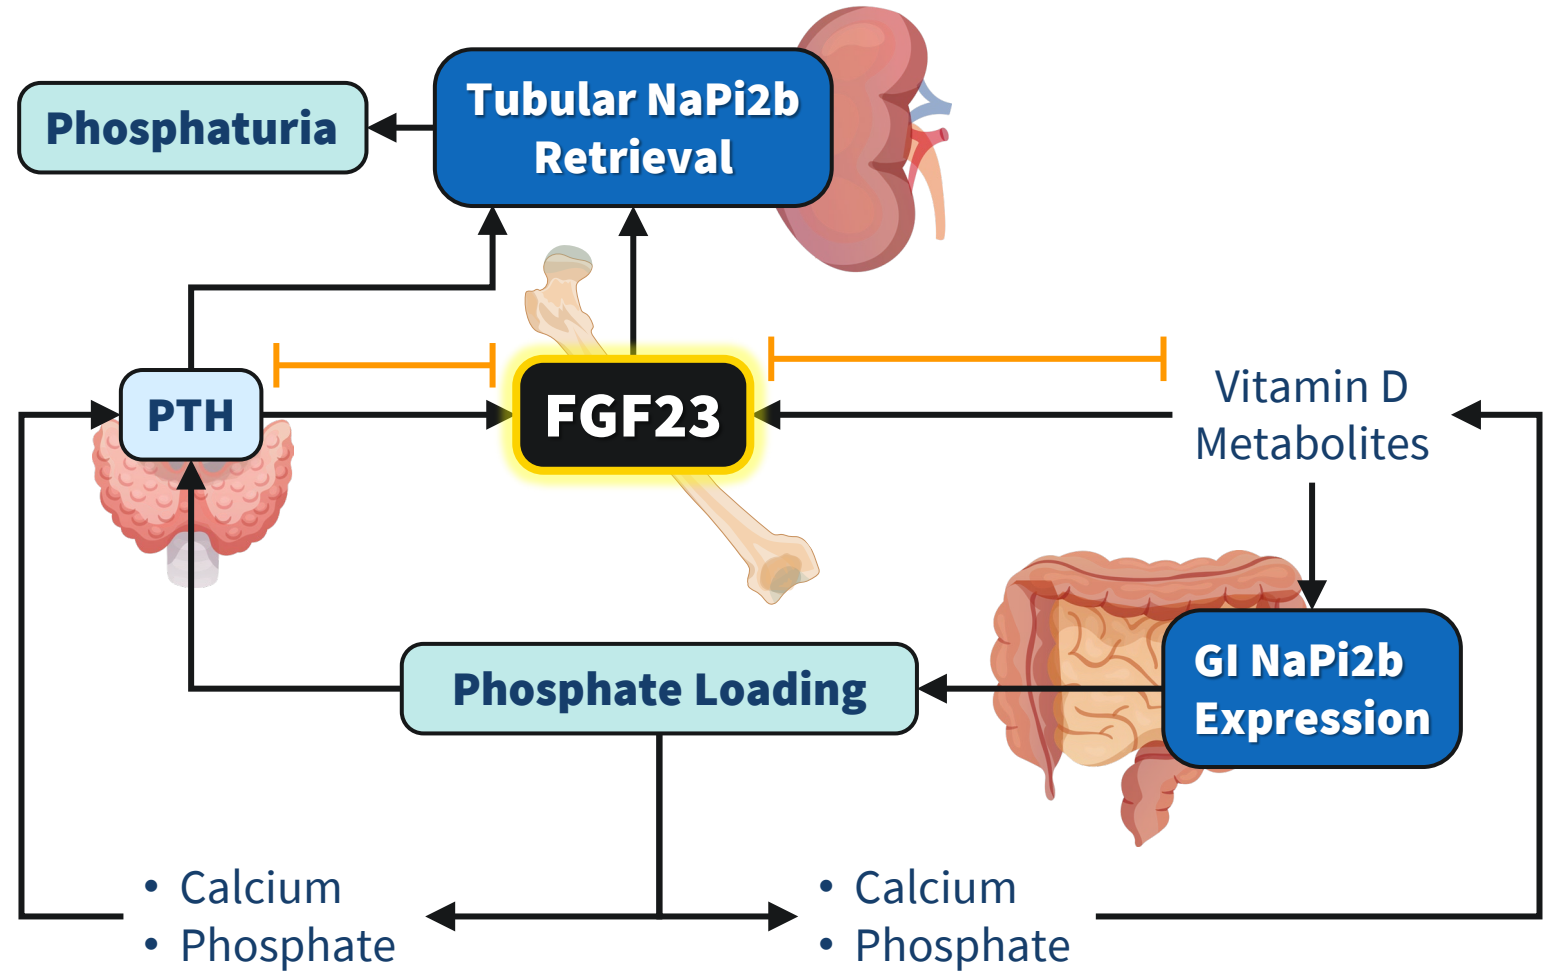 Phosphaturia
Tubular NaPi2b
Retrieval
PTH
FGF23
Vitamin D
Metabolites
Phosphate Loading
GI NaPi2b
Expression
• Calcium
• Phosphate
• Calcium
• Phosphate